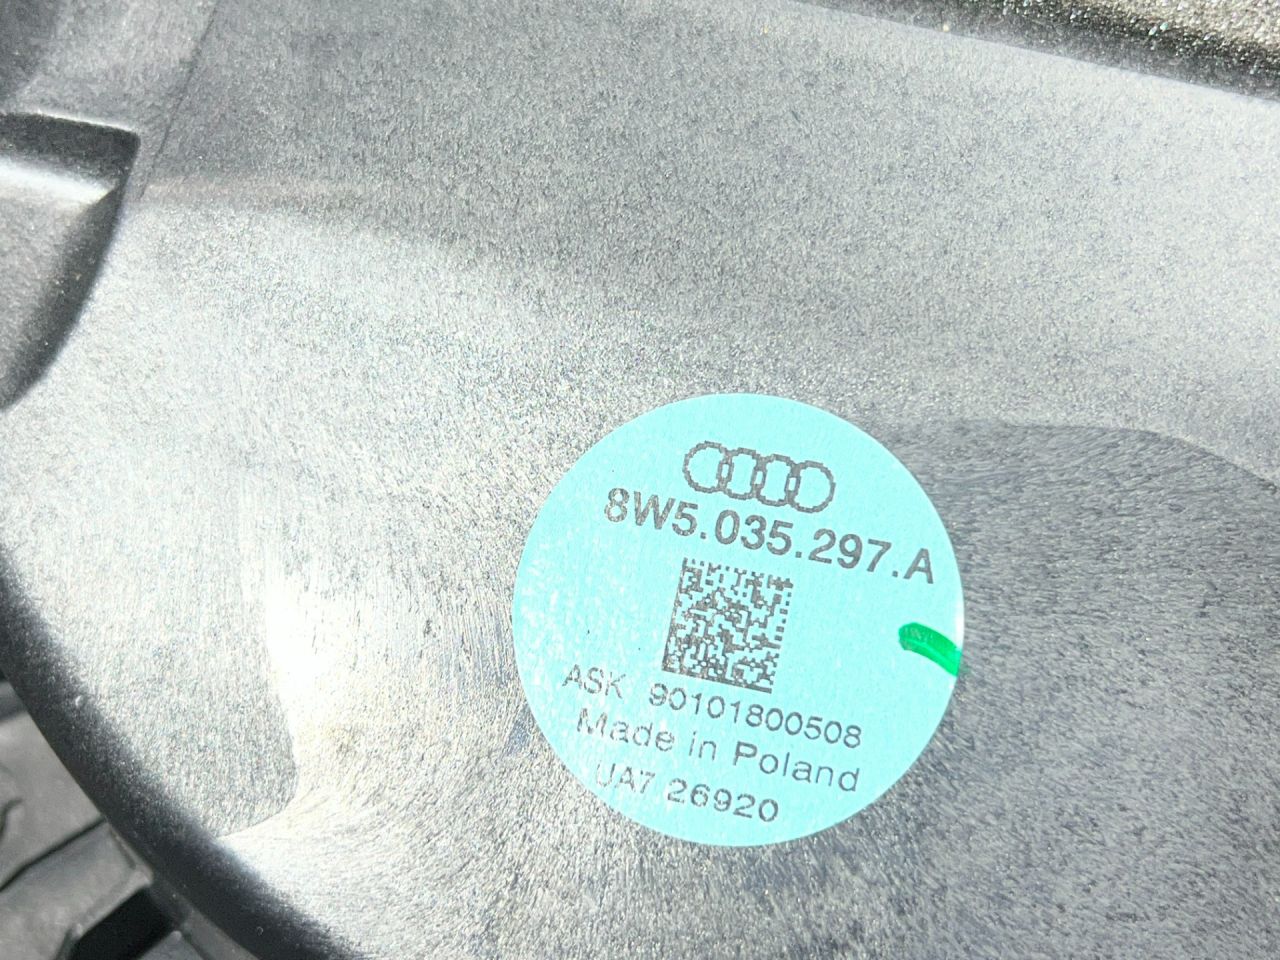 8W5.035.297.A
ASK 90101800508
Made in Poland
UA7 26920